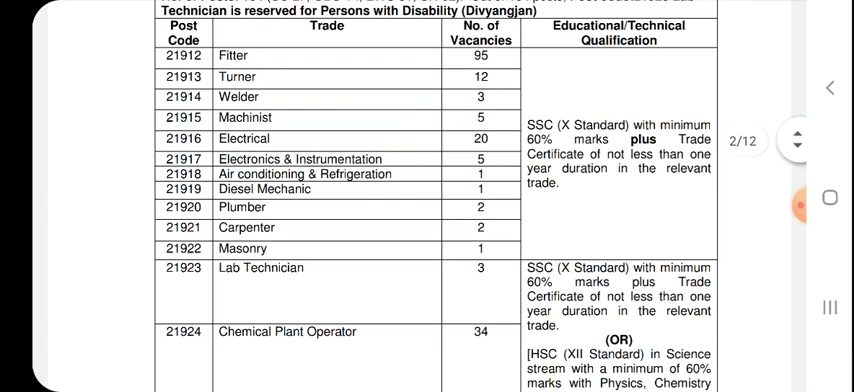 Technician is reserved for Persons with Disability (Divyangjan)
Post Code Trade No. of Vacancies Educational/Technical Qualification
21912 Fitter 95
21913 Turner 12
21914 Welder 3
21915 Machinist 5
21916 Electrical 20
21917 Electronics & Instrumentation 5
21918 Air conditioning & Refrigeration 1
21919 Diesel Mechanic 1
21920 Plumber 2
21921 Carpenter 2
21922 Masonry 1
SSC (X Standard) with minimum
60% marks plus Trade
Certificate of not less than one
year duration in the relevant
trade.
21923 Lab Technician 3
21924 Chemical Plant Operator 34
SSC (X Standard) with minimum
60% marks plus Trade
Certificate of not less than one
year duration in the relevant
trade.
(OR)
[HSC (XII Standard) in Science
stream with a minimum of 60%
marks with Physics, Chemistry
2/12